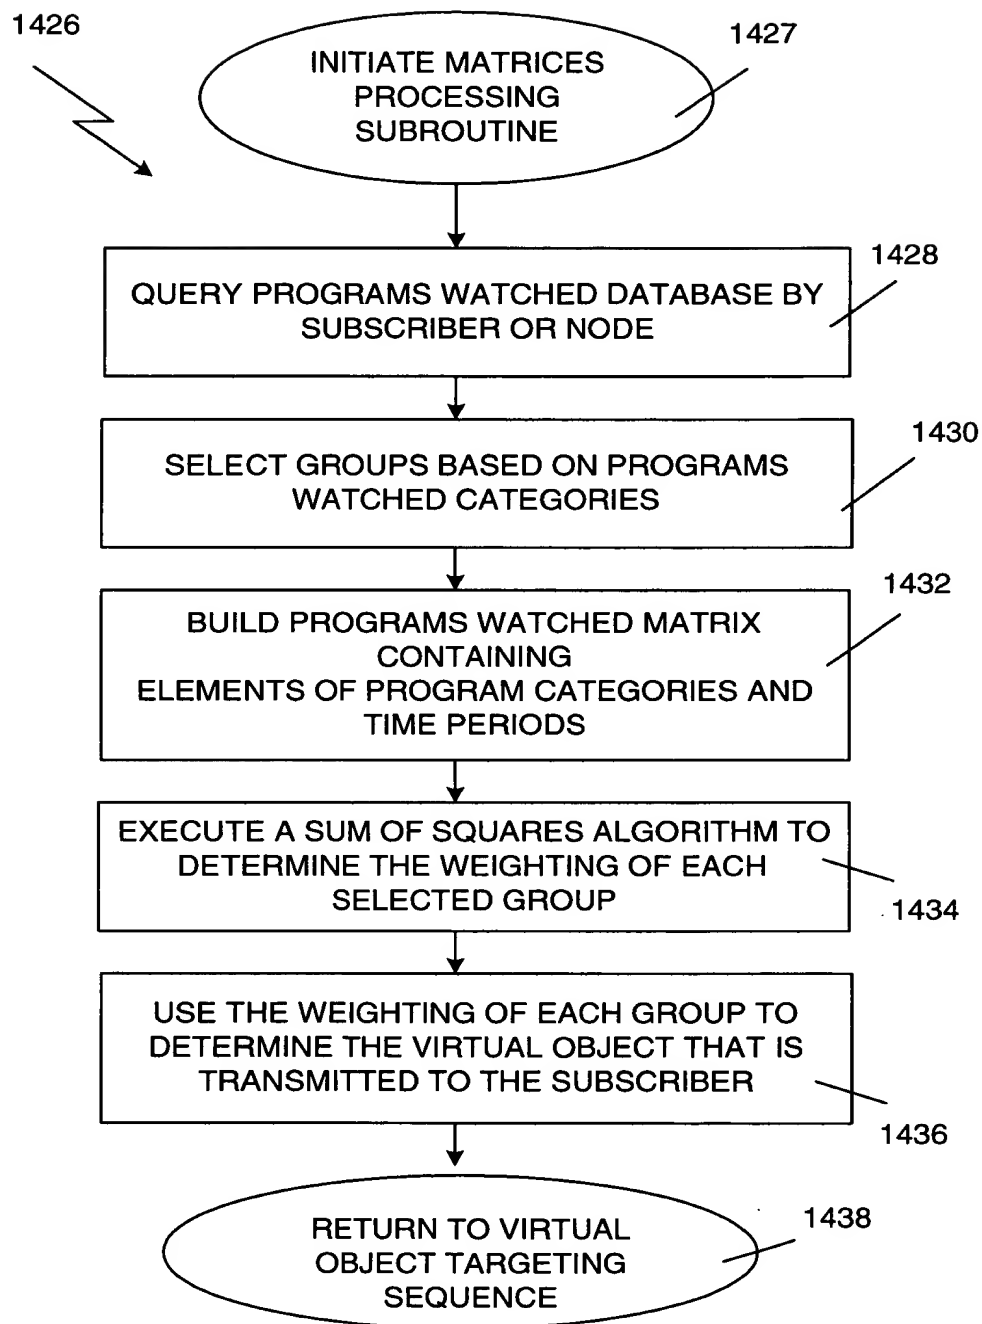 1426
INITIATE MATRICES
PROCESSING
SUBROUTINE
1427
QUERY PROGRAMS WATCHED DATABASE BY
SUBSCRIBER OR NODE
1428
SELECT GROUPS BASED ON PROGRAMS
WATCHED CATEGORIES
1430
BUILD PROGRAMS WATCHED MATRIX
CONTAINING
ELEMENTS OF PROGRAM CATEGORIES AND
TIME PERIODS
1432
EXECUTE A SUM OF SQUARES ALGORITHM TO
DETERMINE THE WEIGHTING OF EACH
SELECTED GROUP
1434
USE THE WEIGHTING OF EACH GROUP TO
DETERMINE THE VIRTUAL OBJECT THAT IS
TRANSMITTED TO THE SUBSCRIBER
1436
RETURN TO VIRTUAL
OBJECT TARGETING
SEQUENCE
1438